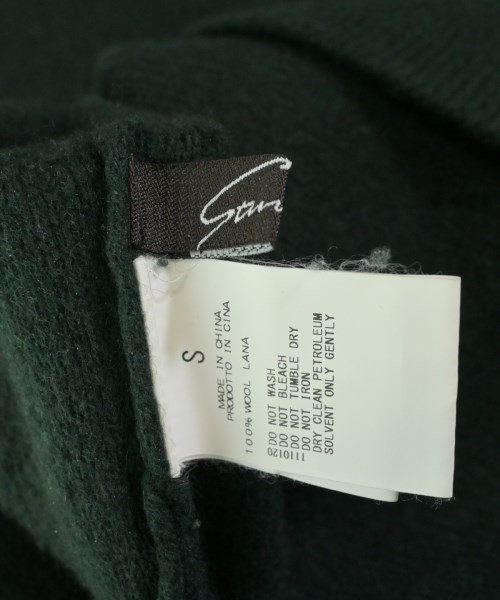 S
MADE IN CHINA
PRODOTTO IN CINA
100% WOOL LANA
DO NOT WASH
DO NOT BLEACH
DO NOT TUMBLE DRY
DO NOT IRON
DRY CLEAN PETROLEUM
SOLVENT ONLY GENTLY